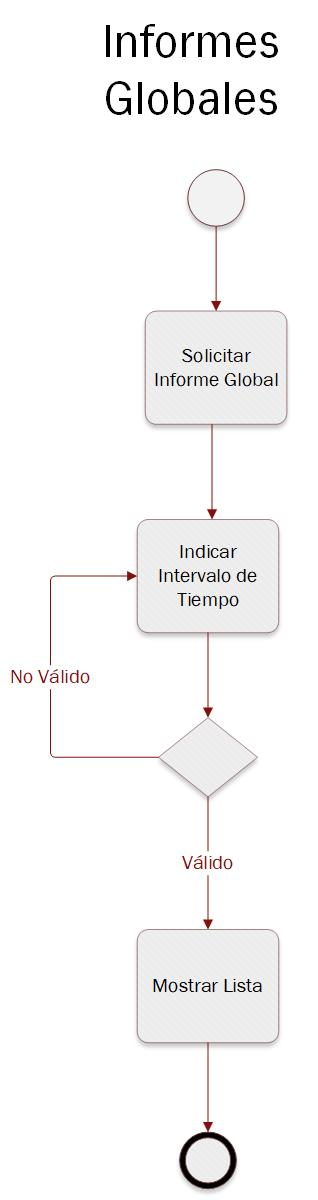 Informes
Globales
Solicitar
Informe Global
Indicar
Intervalo de
Tiempo
No Válido
Válido
Mostrar Lista